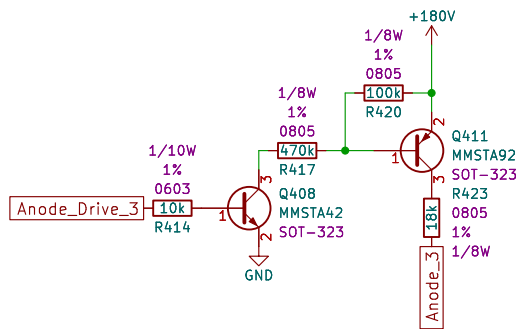 +180V
1/8W
1%
0805
100k
R420
1/8W
1%
0805
470k
R417
2
1
3
Q411
MMSTA92
SOT-323
R423
0805
1%
1/8W
18k
Anode_3
1/10W
1%
0603
10k
R414
Anode_Drive_3
3
1
2
Q408
MMSTA42
SOT-323
GND